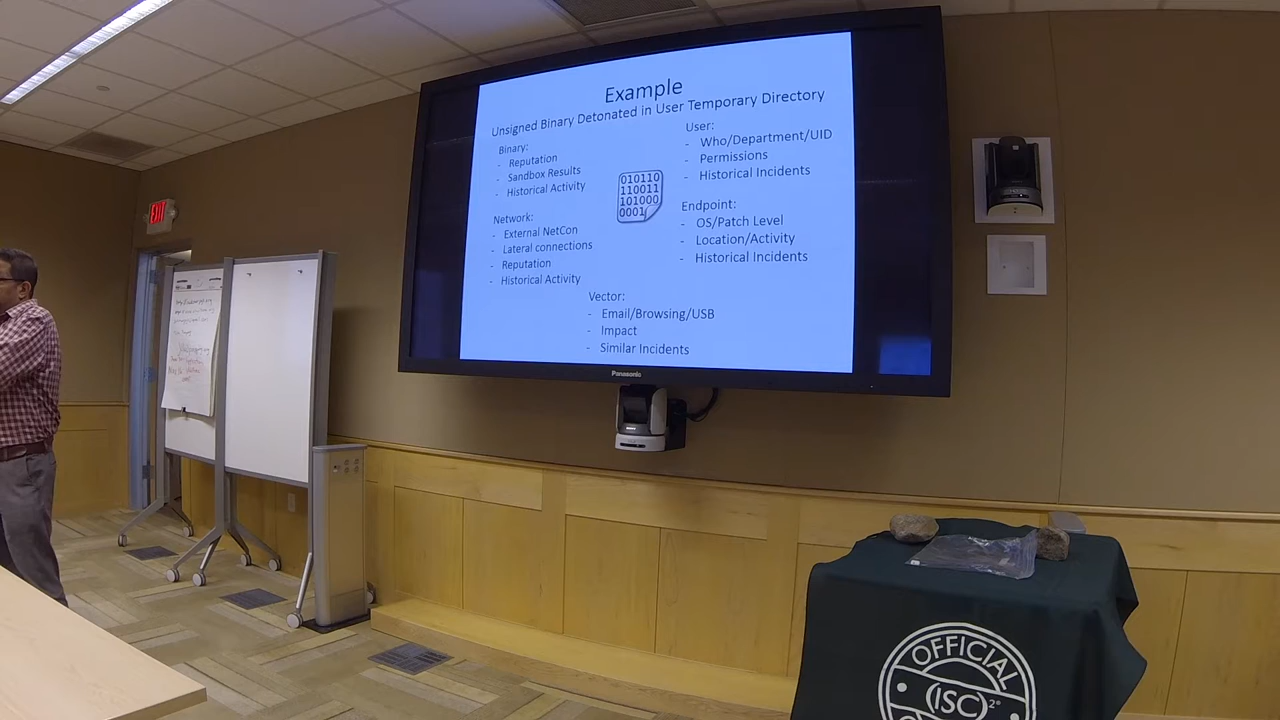 Example
Unsigned Binary Detonated in User Temporary Directory
Binary:
- Reputation
- Sandbox Results
- Historical Activity
Network:
- External NetCon
- Lateral connections
- Reputation
- Historical Activity
010110
110011
101000
0001
User:
- Who/Department/UID
- Permissions
- Historical Incidents
Endpoint:
- OS/Patch Level
- Location/Activity
- Historical Incidents
Vector:
- Email/Browsing/USB
- Impact
- Similar Incidents
Panasonic
EXIT
OFFICIAL
(ISC)²®